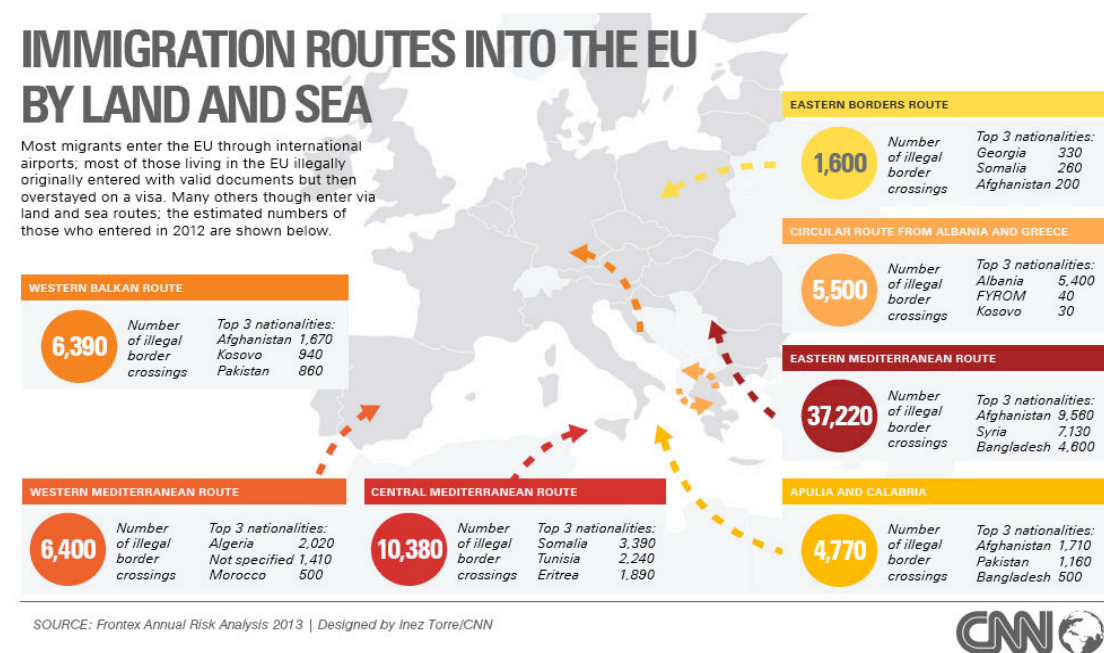 IMMIGRATION ROUTES INTO THE EU
BY LAND AND SEA
Most migrants enter the EU through international
airports; most of those living in the EU illegally
originally entered with valid documents but then
overstayed on a visa. Many others though enter via
land and sea routes; the estimated numbers of
those who entered in 2012 are shown below.
EASTERN BORDERS ROUTE
1,600
Number
of illegal
border
crossings
Top 3 nationalities:
Georgia 330
Somalia 260
Afghanistan 200
CIRCULAR ROUTE FROM ALBANIA AND GREECE
5,500
Number
of illegal
border
crossings
Top 3 nationalities:
Albania 5,400
FYROM 40
Kosovo 30
WESTERN BALKAN ROUTE
6,390
Number
of illegal
border
crossings
Top 3 nationalities:
Afghanistan 1,670
Kosovo 940
Pakistan 860
EASTERN MEDITERRANEAN ROUTE
37,220
Number
of illegal
border
crossings
Top 3 nationalities:
Afghanistan 9,560
Syria 7,130
Bangladesh 4,600
WESTERN MEDITERRANEAN ROUTE
6,400
Number
of illegal
border
crossings
Top 3 nationalities:
Algeria 2,020
Not specified 1,410
Morocco 500
CENTRAL MEDITERRANEAN ROUTE
10,380
Number
of illegal
border
crossings
Top 3 nationalities:
Somalia 3,390
Tunisia 2,240
Eritrea 1,890
APULIA AND CALABRIA
4,770
Number
of illegal
border
crossings
Top 3 nationalities:
Afghanistan 1,710
Pakistan 1,160
Bangladesh 500
SOURCE: Frontex Annual Risk Analysis 2013 | Designed by Inez Torre/CNN
CNN